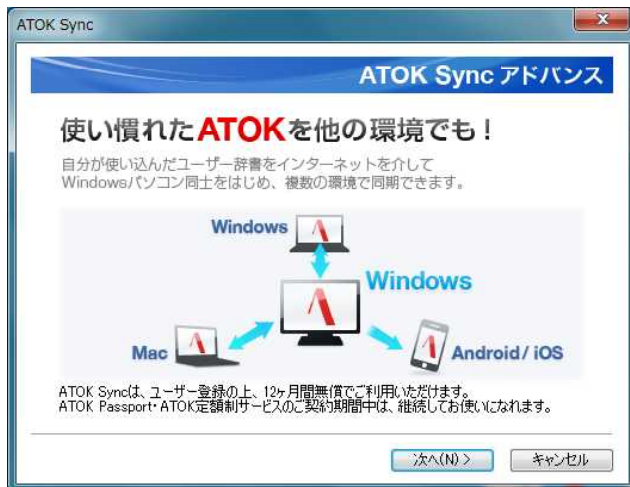 ATOK Sync
ATOK Sync アドバンス
使い慣れたATOKを他の環境でも！
自分が使い込んだユーザー辞書をインターネットを介して
Windowsパソコン同士をはじめ、複数の環境で同期できます。
Windows
Windows
Mac
Android / iOS
ATOK Syncは、ユーザー登録の上、12ヶ月間無償でご利用いただけます。
ATOK Passport・ATOK定額制サービスのご契約期間中は、継続してお使いになれます。
次へ(N) >
キャンセル